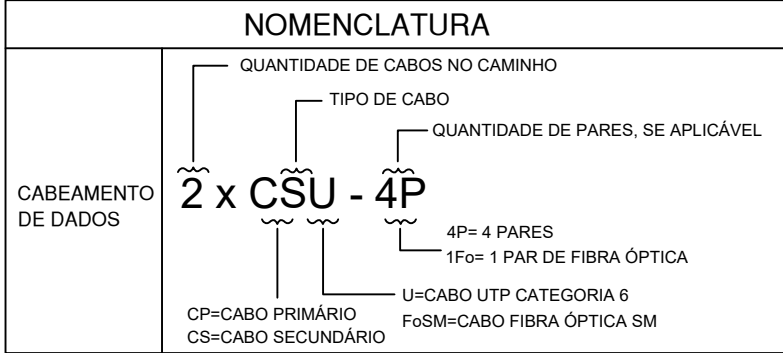 NOMENCLATURA
QUANTIDADE DE CABOS NO CAMINHO
TIPO DE CABO
QUANTIDADE DE PARES, SE APLICÁVEL
CABEAMENTO
DE DADOS
2 x CSU - 4P
4P= 4 PARES
1Fo= 1 PAR DE FIBRA ÓPTICA
U=CABO UTP CATEGORIA 6
FoSM=CABO FIBRA ÓPTICA SM
CP=CABO PRIMÁRIO
CS=CABO SECUNDÁRIO